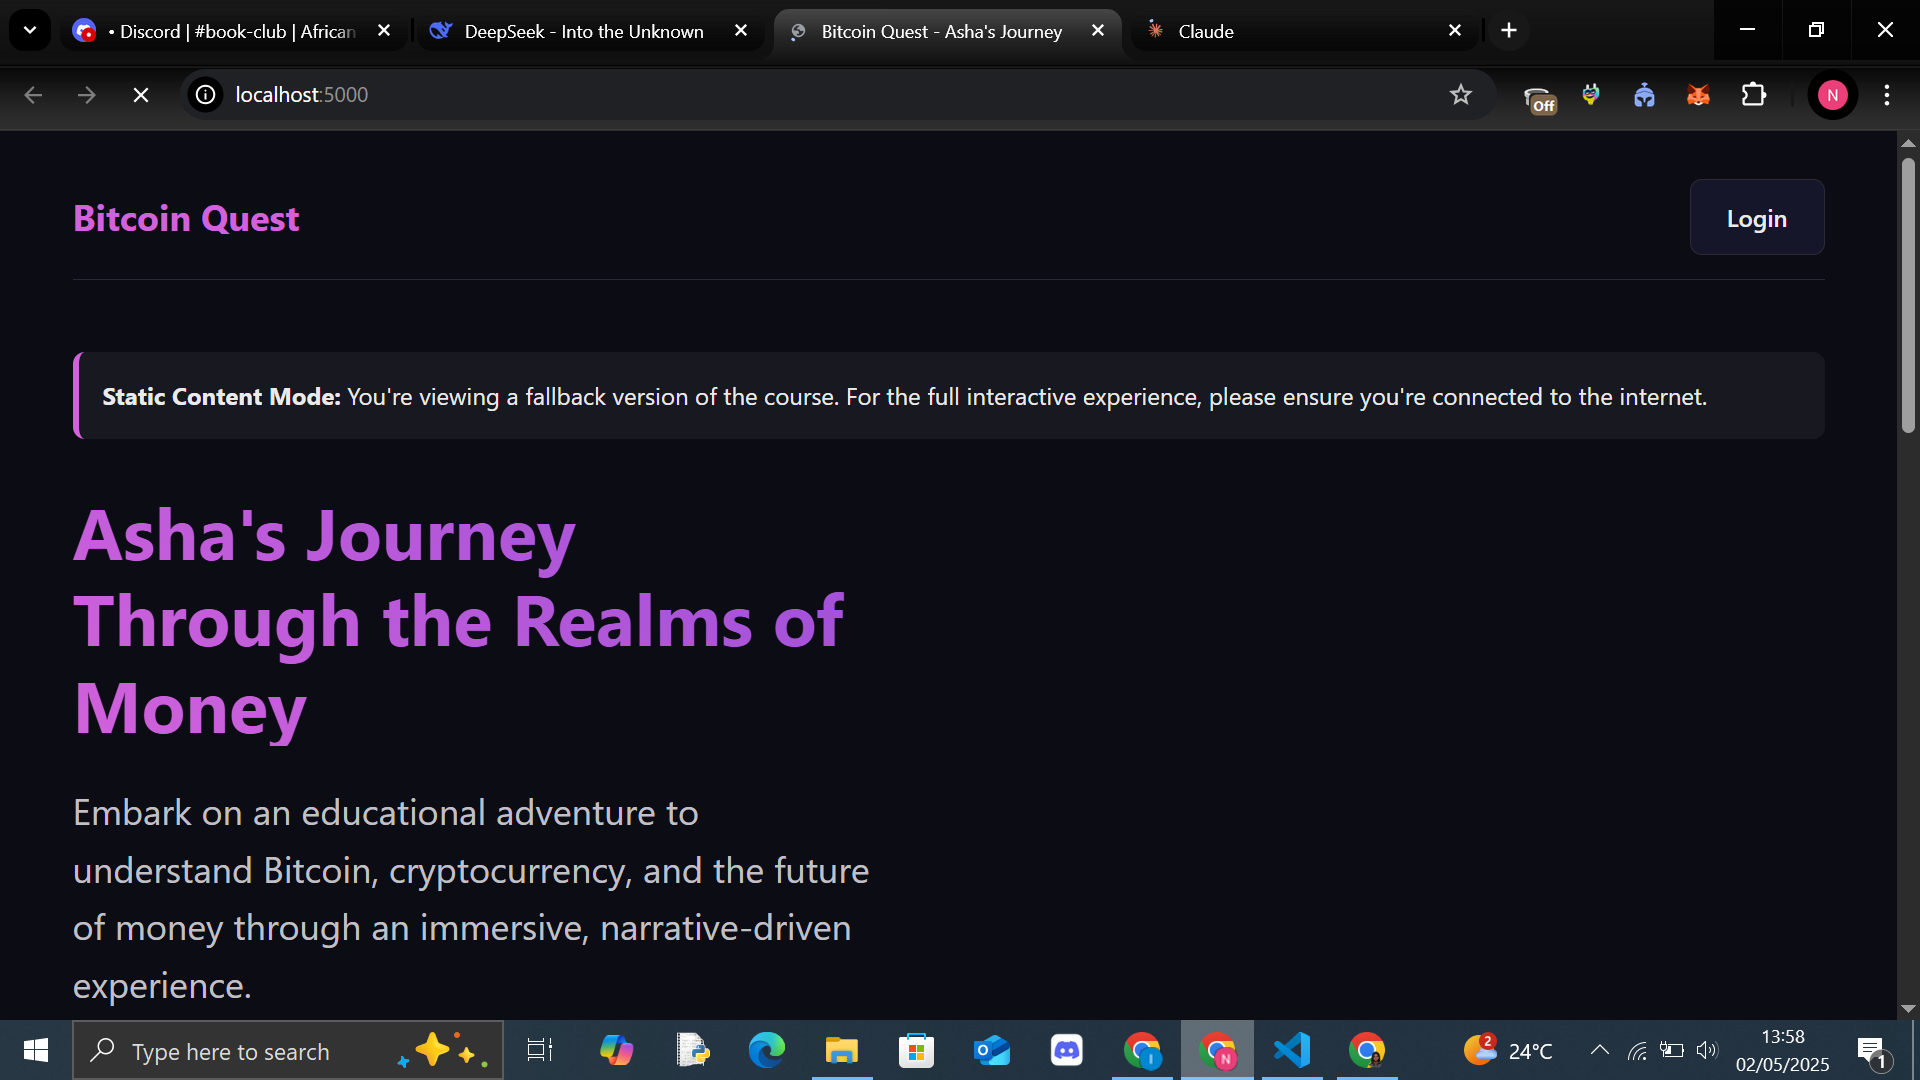 • Discord | #book-club | African
DeepSeek - Into the Unknown
Bitcoin Quest - Asha's Journey
Claude
localhost:5000
Off
N
Bitcoin Quest
Login
Static Content Mode: You're viewing a fallback version of the course. For the full interactive experience, please ensure you're connected to the internet.
Asha's Journey
Through the Realms of
Money
Embark on an educational adventure to
understand Bitcoin, cryptocurrency, and the future
of money through an immersive, narrative-driven
experience.
Type here to search
I
N
2
24°C
13:58
02/05/2025
1